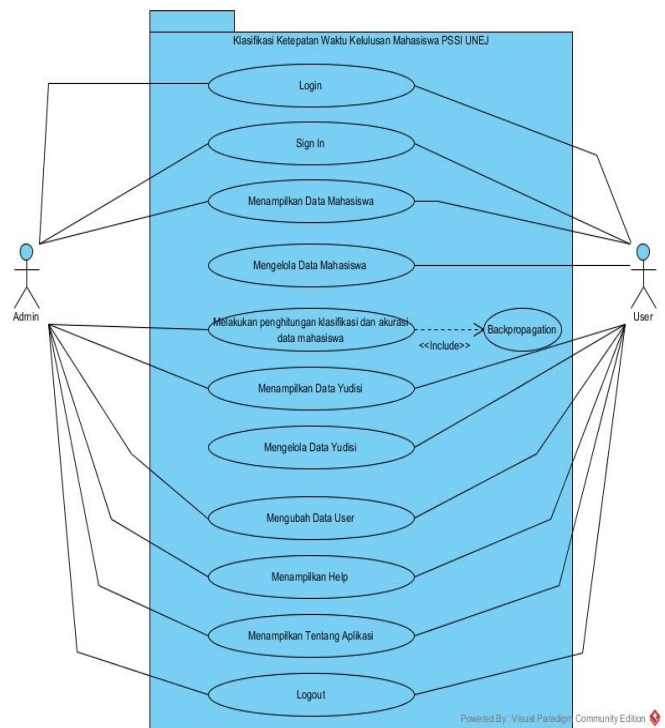 Klasifikasi Ketepatan Waktu Kelulusan Mahasiswa PSSI UNEJ
Login
Sign In
Menampilkan Data Mahasiswa
Mengelola Data Mahasiswa
Admin
User
Melakukan penghitungan klasifikasi dan akurasi
data mahasiswa
<<Include>>
Backpropagation
Menampilkan Data Yudisi
Mengelola Data Yudisi
Mengubah Data User
Menampilkan Help
Menampilkan Tentang Aplikasi
Logout
Powered By Visual Paradigm Community Edition